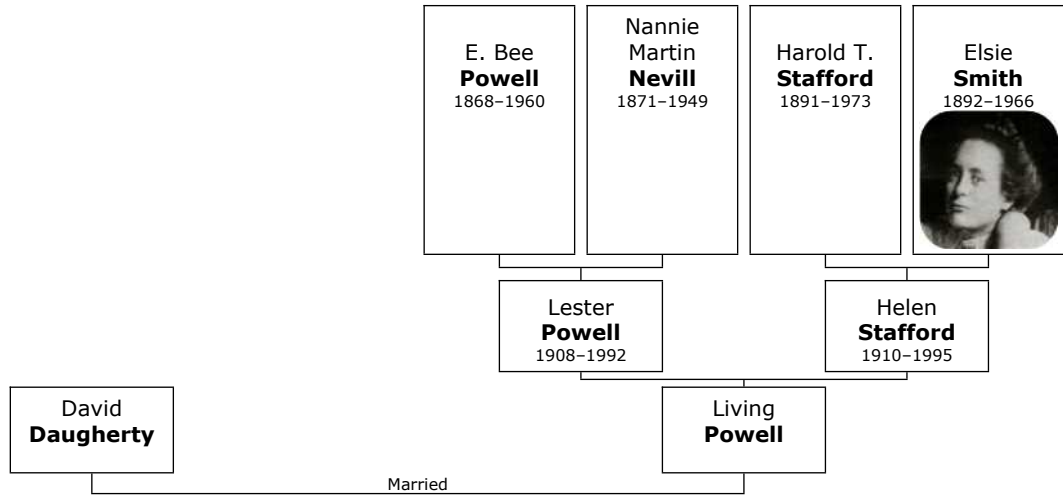 E. Bee
Powell
1868–1960
Nannie
Martin
Nevill
1871–1949
Harold T.
Stafford
1891–1973
Elsie
Smith
1892–1966
Lester
Powell
1908–1992
Helen
Stafford
1910–1995
David
Daugherty
Living
Powell
Married